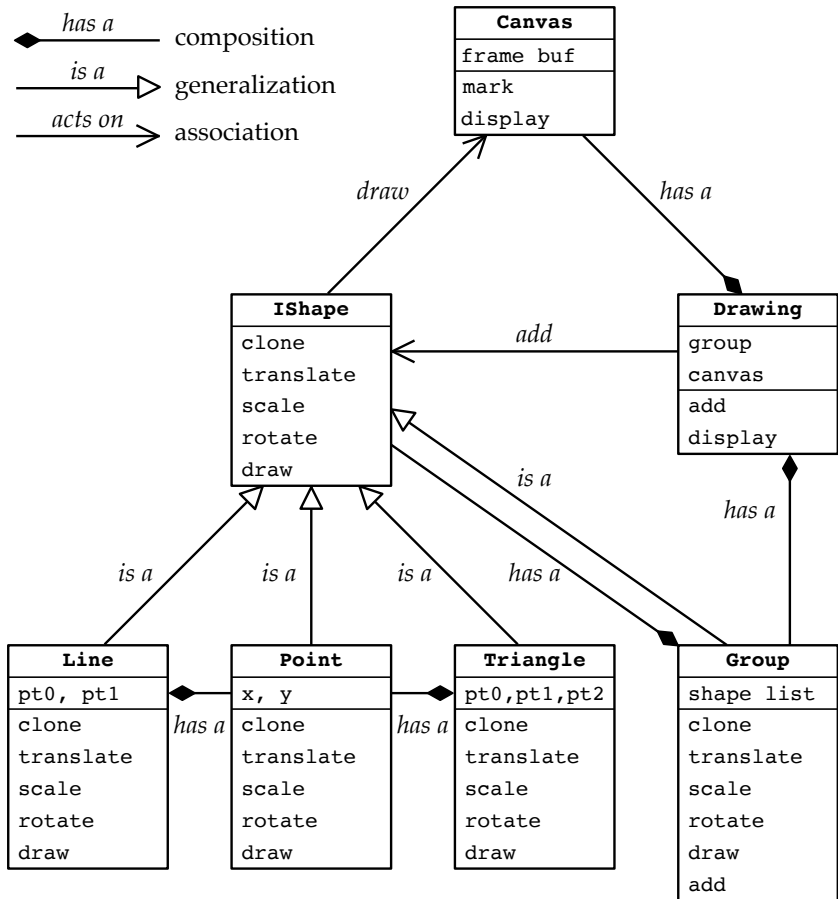 has a
composition
is a
generalization
acts on
association
Canvas
frame buf
mark
display
draw
has a
IShape
clone
translate
scale
rotate
draw
add
Drawing
group
canvas
add
display
is a
has a
is a
is a
is a
has a
Line
pt0, pt1
clone
translate
scale
rotate
draw
has a
Point
x, y
clone
translate
scale
rotate
draw
has a
Triangle
pt0,pt1,pt2
clone
translate
scale
rotate
draw
Group
shape list
clone
translate
scale
rotate
draw
add